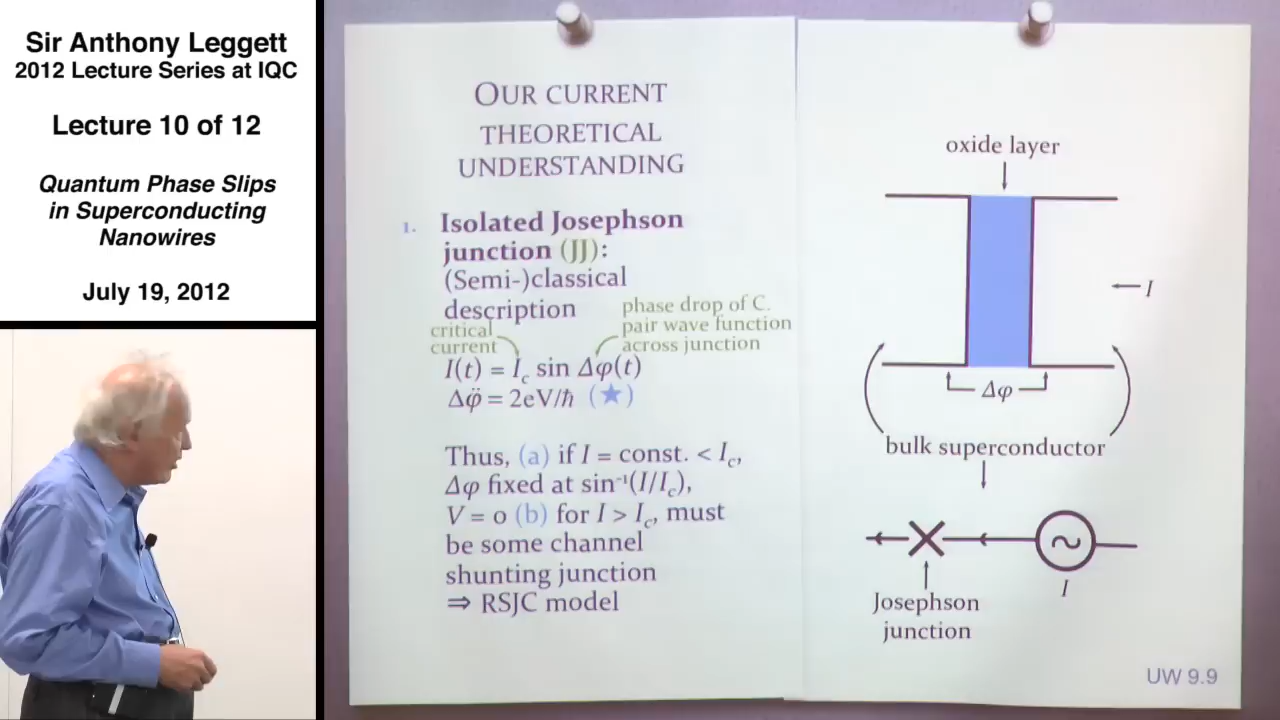 Sir Anthony Leggett
2012 Lecture Series at IQC
Lecture 10 of 12
Quantum Phase Slips
in Superconducting
Nanowires
July 19, 2012
OUR CURRENT
THEORETICAL
UNDERSTANDING
1. Isolated Josephson
junction (JJ):
(Semi-)classical
description
critical
current
phase drop of C.
pair wave function
across junction
I(t) = I_c sin Δφ(t)
Δφ̈ = 2eV/ħ (★)
Thus, (a) if I = const. < I_c,
Δφ fixed at sin⁻¹(I/I_c),
V = 0 (b) for I > I_c, must
be some channel
shunting junction
⇒ RSJC model
oxide layer
I
Δφ
bulk superconductor
I
Josephson
junction
UW 9.9